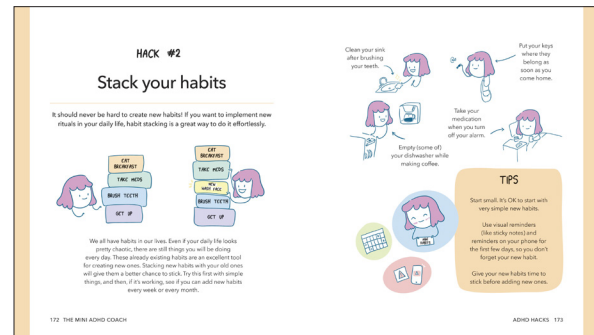 HACK #2
Stack your habits
It should never be hard to create new habits! If you want to implement new
rituals in your daily life, habit stacking is a great way to do it effortlessly.
EAT
BREAKFAST
TAKE MEDS
BRUSH TEETH
GET UP
EAT
BREAKFAST
TAKE MEDS
NEW
WASH FACE
BRUSH TEETH
GET UP
We all have habits in our lives. Even if your daily life looks
pretty chaotic, there are still things you will be doing
every day. These already existing habits are an excellent tool
for creating new ones. Stacking new habits with your old ones
will give them a better chance to stick. Try this first with simple
things, and then, if it's working, see if you can add new habits
every week or every month.
172 THE MINI ADHD COACH
Clean your sink
after brushing
your teeth.
Put your keys
where they
belong as
soon as you
come home.
Empty (some of)
your dishwasher while
making coffee.
Take your
medication
when you turn
off your alarm.
TIPS
Start small. It's OK to start with
very simple new habits.
Use visual reminders
(like sticky notes) and
reminders on your phone for
the first few days, so you don't
forget your new habit.
Give your new habits time to
stick before adding new ones.
HABITS
ADHD HACKS 173